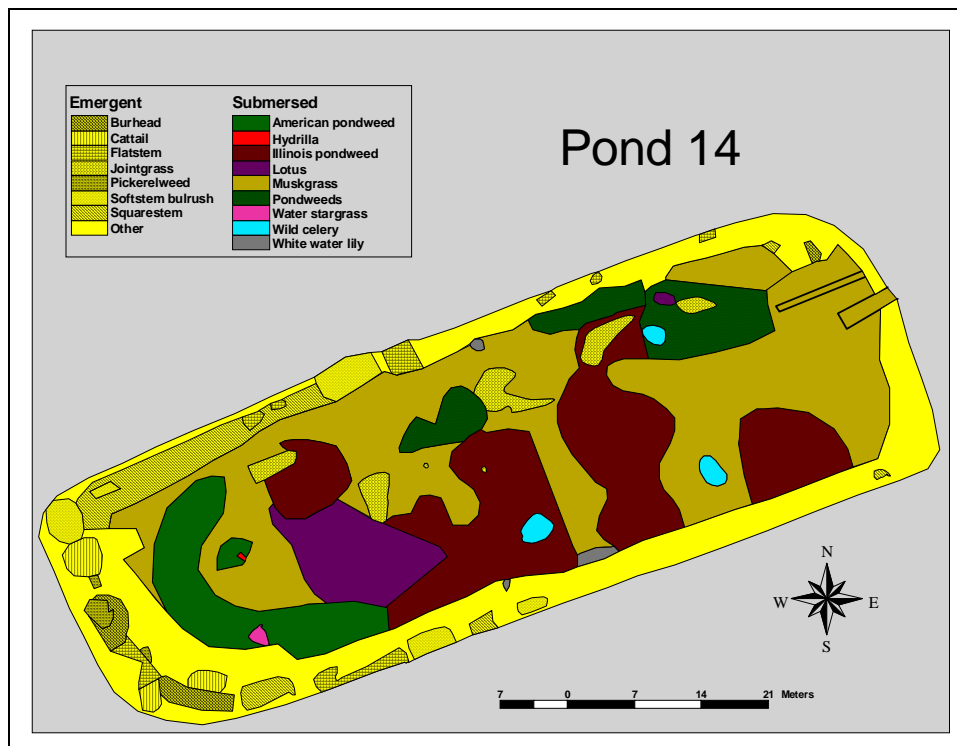 Pond 14
Emergent
Burhead
Cattail
Flatstem
Jointgrass
Pickerelweed
Softstem bulrush
Squarestem
Other
Submersed
American pondweed
Hydrilla
Illinois pondweed
Lotus
Muskgrass
Pondweeds
Water stargrass
Wild celery
White water lily
N
W E
S
7 0 7 14 21 Meters